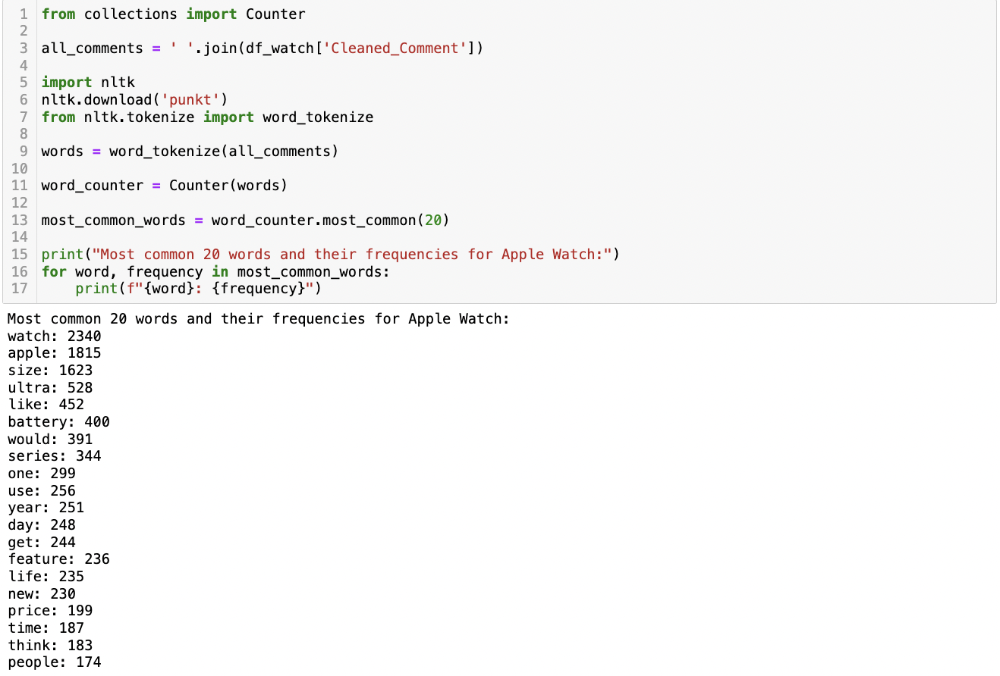 1 from collections import Counter
2
3 all_comments = ' '.join(df_watch['Cleaned_Comment'])
4
5 import nltk
6 nltk.download('punkt')
7 from nltk.tokenize import word_tokenize
8
9 words = word_tokenize(all_comments)
10
11 word_counter = Counter(words)
12
13 most_common_words = word_counter.most_common(20)
14
15 print("Most common 20 words and their frequencies for Apple Watch:")
16 for word, frequency in most_common_words:
17     print(f"{word}: {frequency}")
Most common 20 words and their frequencies for Apple Watch:
watch: 2340
apple: 1815
size: 1623
ultra: 528
like: 452
battery: 400
would: 391
series: 344
one: 299
use: 256
year: 251
day: 248
get: 244
feature: 236
life: 235
new: 230
price: 199
time: 187
think: 183
people: 174